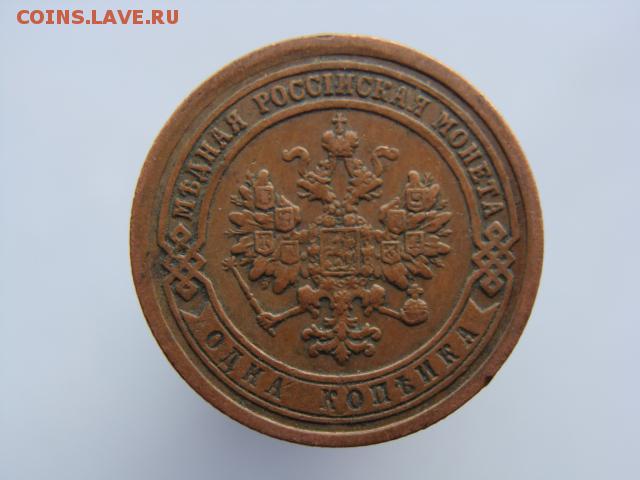 COINS.LAVE.RU
МѢДНАЯ РОССІЙСКАЯ МОНЕТА
ОДНА КОПѢЙКА